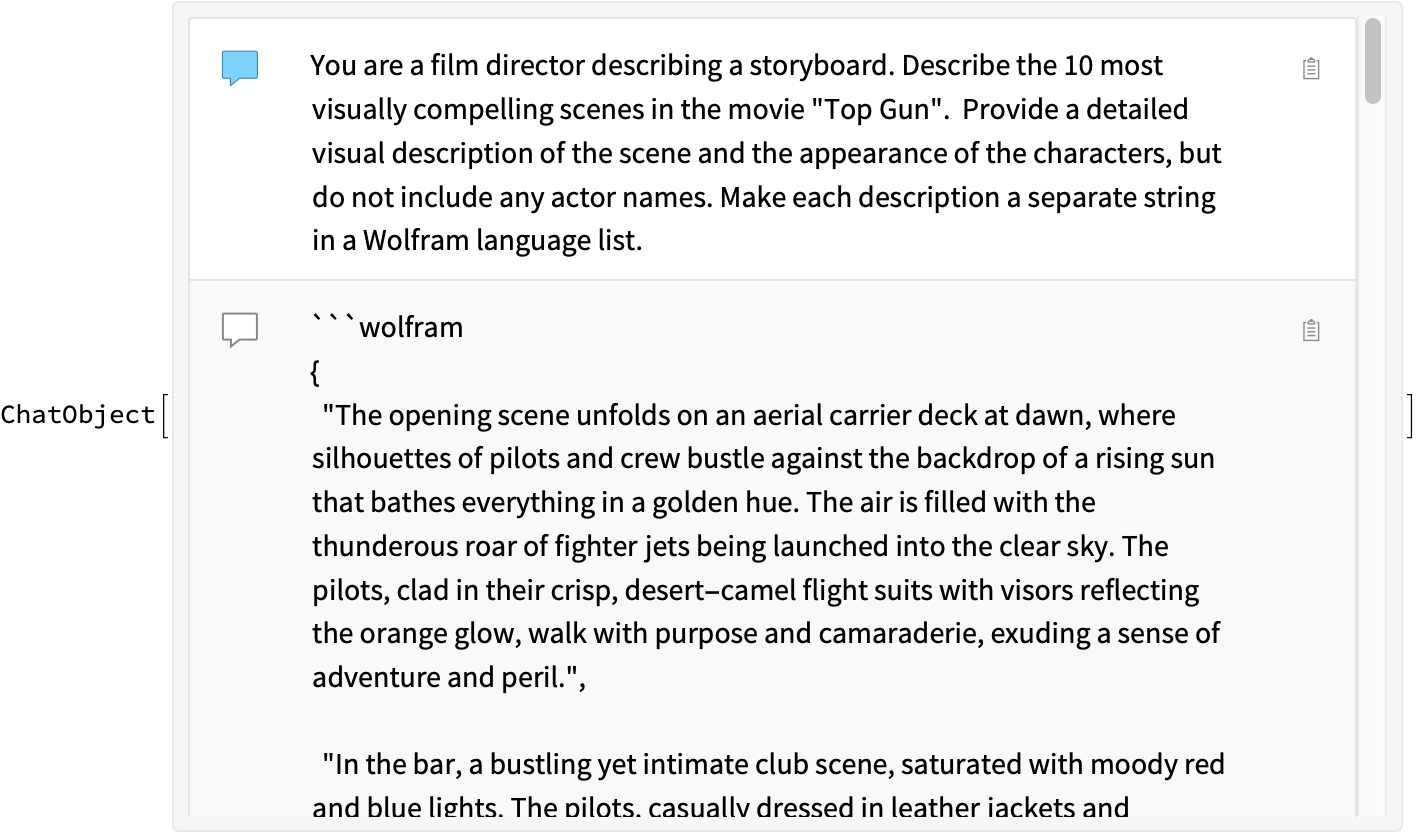 You are a film director describing a storyboard. Describe the 10 most
visually compelling scenes in the movie "Top Gun".  Provide a detailed
visual description of the scene and the appearance of the characters, but
do not include any actor names. Make each description a separate string
in a Wolfram language list.
```wolfram
{
"The opening scene unfolds on an aerial carrier deck at dawn, where
silhouettes of pilots and crew bustle against the backdrop of a rising sun
that bathes everything in a golden hue. The air is filled with the
thunderous roar of fighter jets being launched into the clear sky. The
pilots, clad in their crisp, desert–camel flight suits with visors reflecting
the orange glow, walk with purpose and camaraderie, exuding a sense of
adventure and peril.",
"In the bar, a bustling yet intimate club scene, saturated with moody red
and blue lights. The pilots, casually dressed in leather jackets and
ChatObject[
]